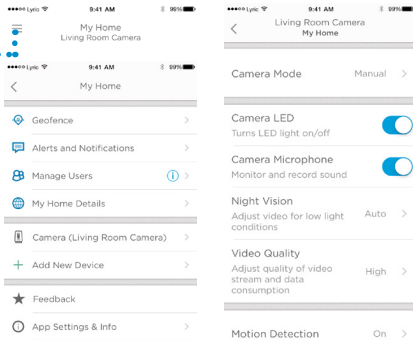 ●●●●○ Lyric 9:41 AM 99%
My Home
Living Room Camera
●●●●○ Lyric 9:41 AM 99%
My Home
Geofence
Alerts and Notifications
Manage Users
My Home Details
Camera (Living Room Camera)
Add New Device
Feedback
App Settings & Info
●●●●○ Lyric 9:41 AM 99%
Living Room Camera
My Home
Camera Mode Manual
Camera LED
Turns LED light on/off
Camera Microphone
Monitor and record sound
Night Vision
Adjust video for low light Auto
conditions
Video Quality
Adjust quality of video
stream and data High
consumption
Motion Detection On